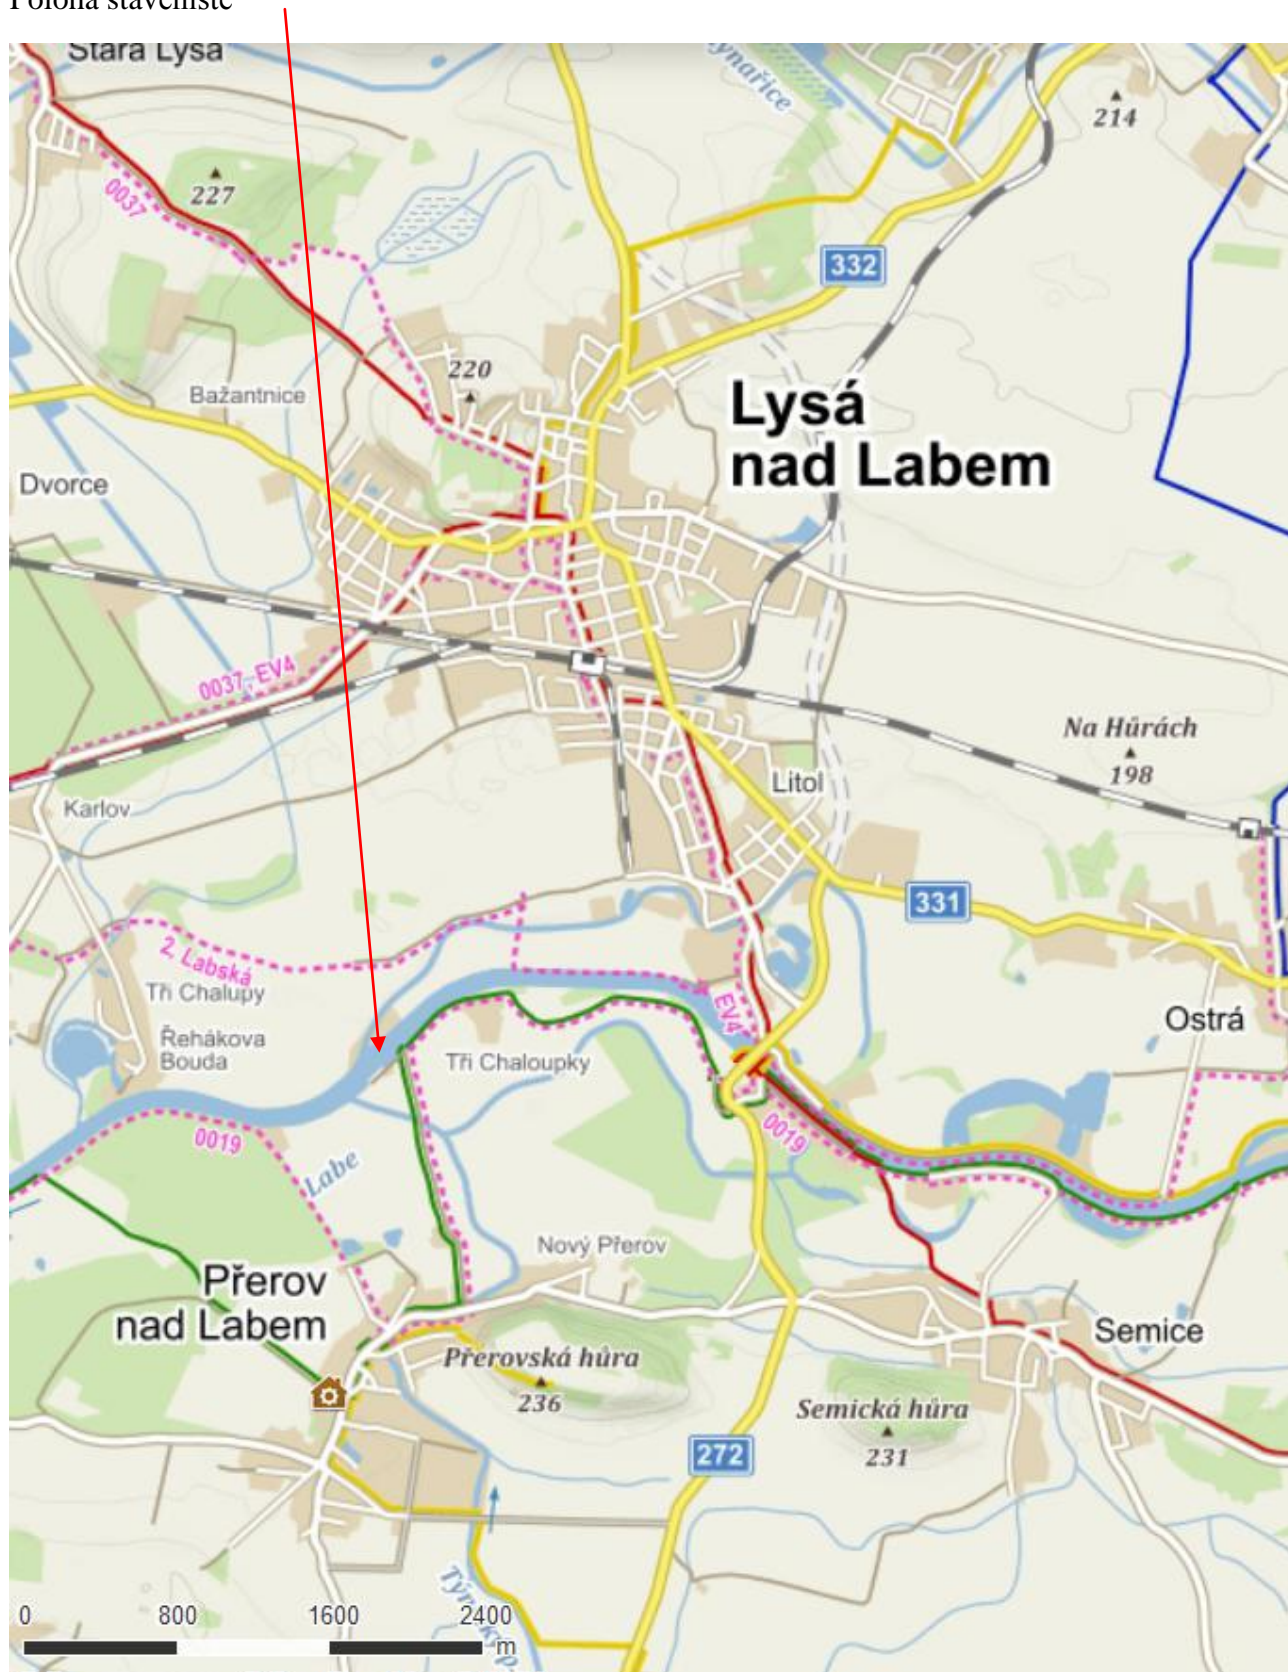 Poloha staveniště
Stará Lysá
214
227
0037
332
220
Bažantnice
Lysá
nad Labem
Dvorce
0037, EV4
Na Hůrách
198
Litol
Karlov
331
2, Labská
Tři Chalupy
EV4
Ostrá
Řehákova
Bouda
Tři Chaloupky
0019
0019
Labe
Nový Přerov
Přerov
nad Labem
Semice
Přerovská hůra
236
Semická hůra
231
272
0 800 1600 2400
m